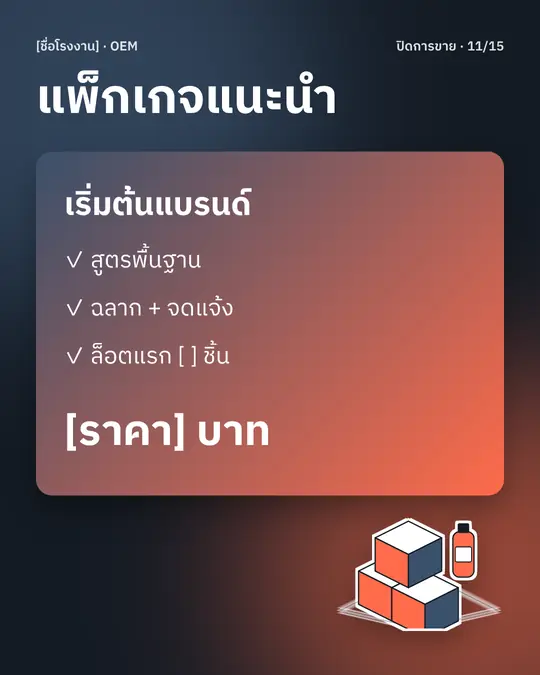 [ชื่อโรงงาน] · OEM
ปิดการขาย · 11/15
แพ็กเกจแนะนำ
เริ่มต้นแบรนด์
✓ สูตรพื้นฐาน
✓ ฉลาก + จดแจ้ง
✓ ล็อตแรก [ ] ชิ้น
[ราคา] บาท